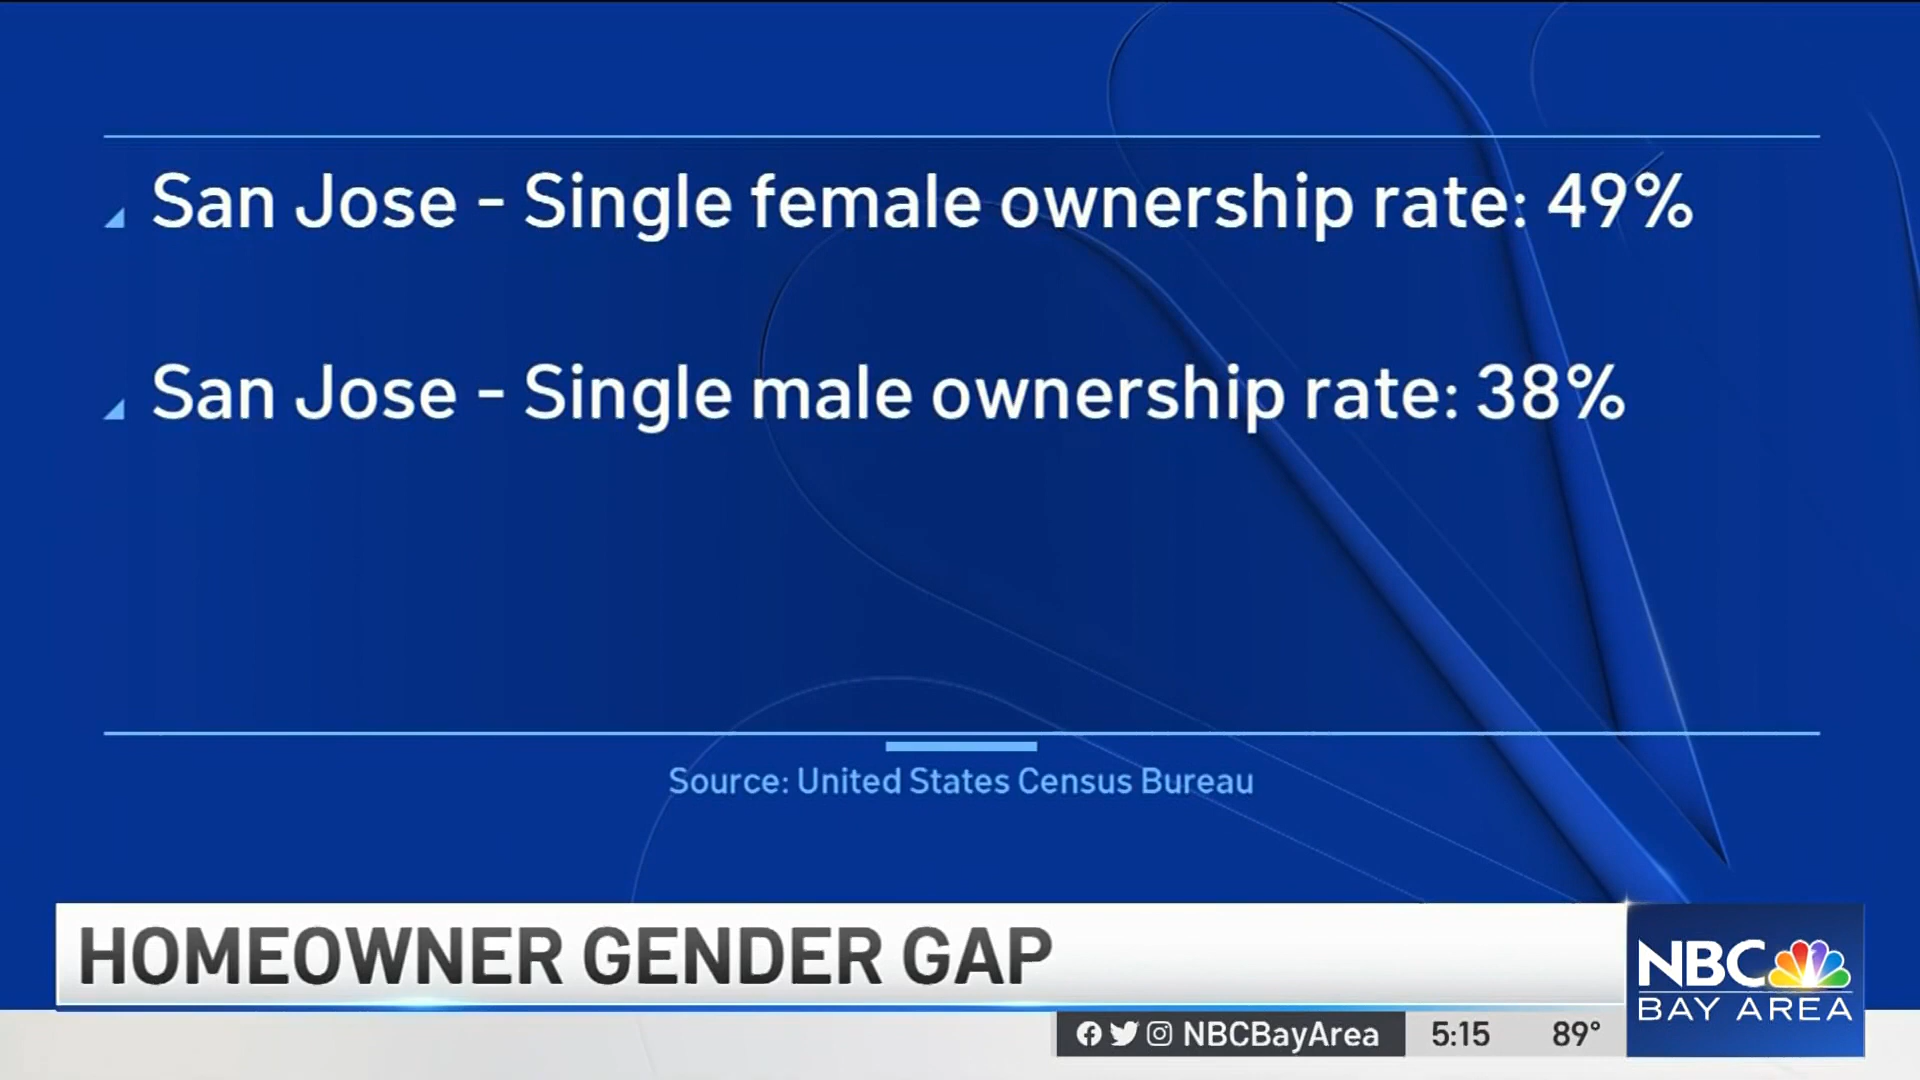 San Jose - Single female ownership rate: 49%
San Jose - Single male ownership rate: 38%
Source: United States Census Bureau
HOMEOWNER GENDER GAP
NBC
BAY AREA
NBCBayArea 5:15 89°